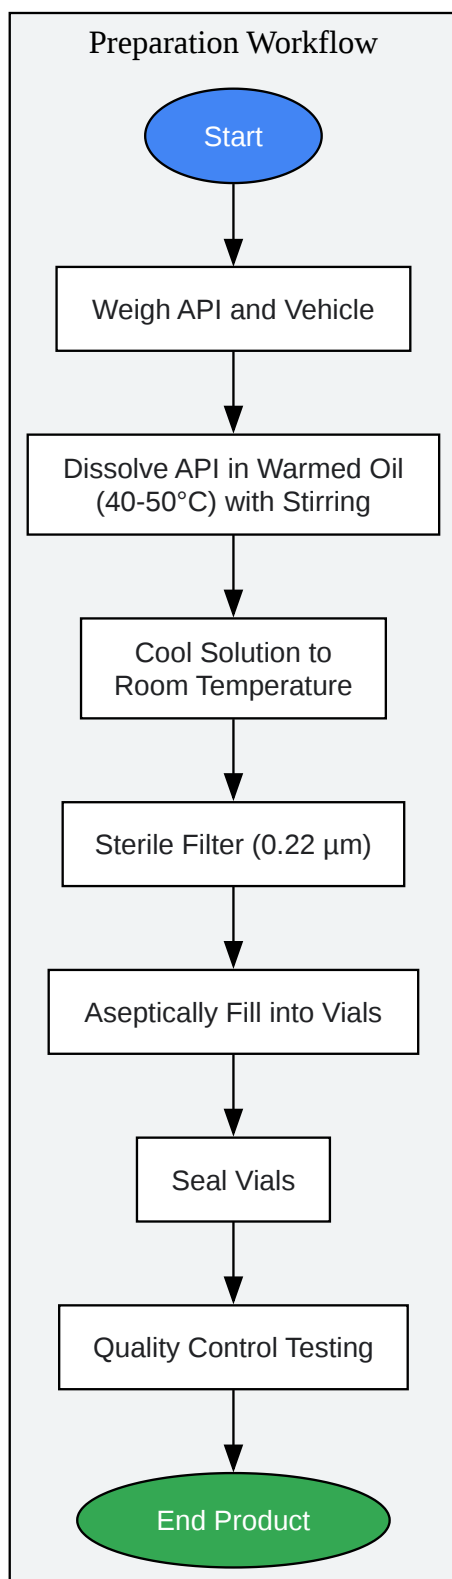 Preparation Workflow
Start
Weigh API and Vehicle
Dissolve API in Warmed Oil
(40-50°C) with Stirring
Cool Solution to
Room Temperature
Sterile Filter (0.22 µm)
Aseptically Fill into Vials
Seal Vials
Quality Control Testing
End Product